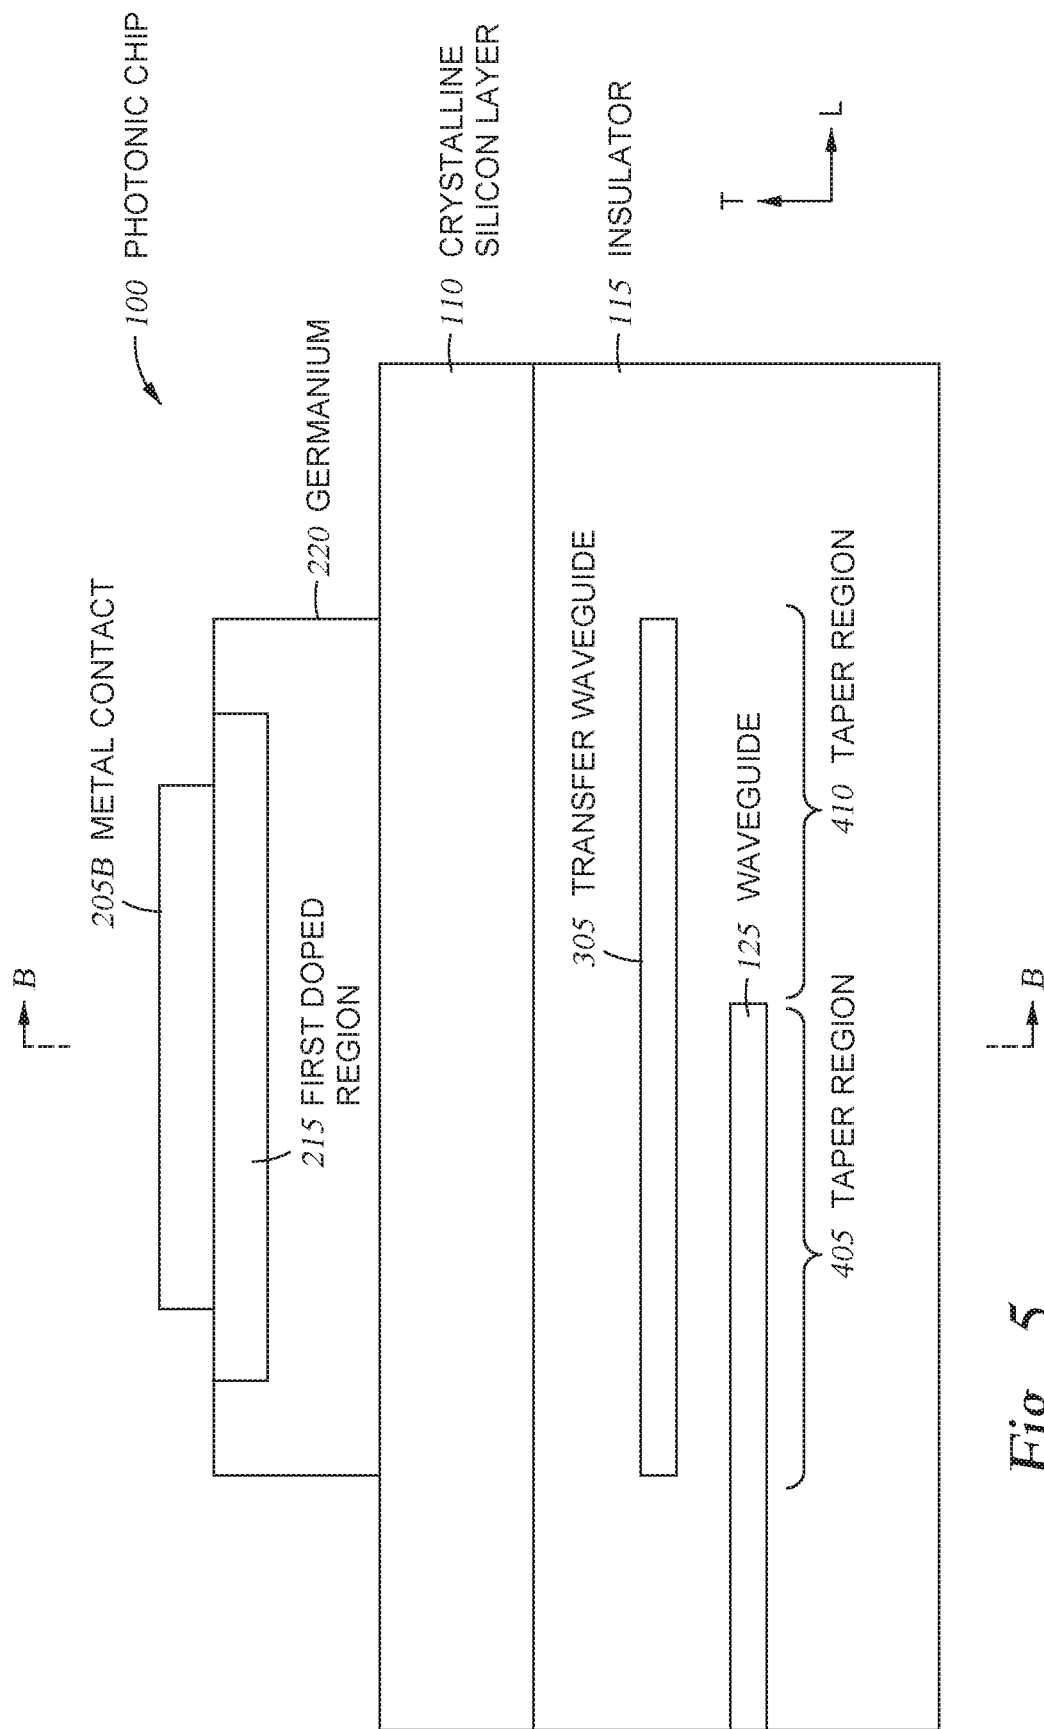 100 PHOTONIC CHIP
205B METAL CONTACT
220 GERMANIUM
215 FIRST DOPED
REGION
110 CRYSTALLINE
SILICON LAYER
115 INSULATOR
305 TRANSFER WAVEGUIDE
125 WAVEGUIDE
405 TAPER REGION
410 TAPER REGION
T
L
B
B
Fig 5